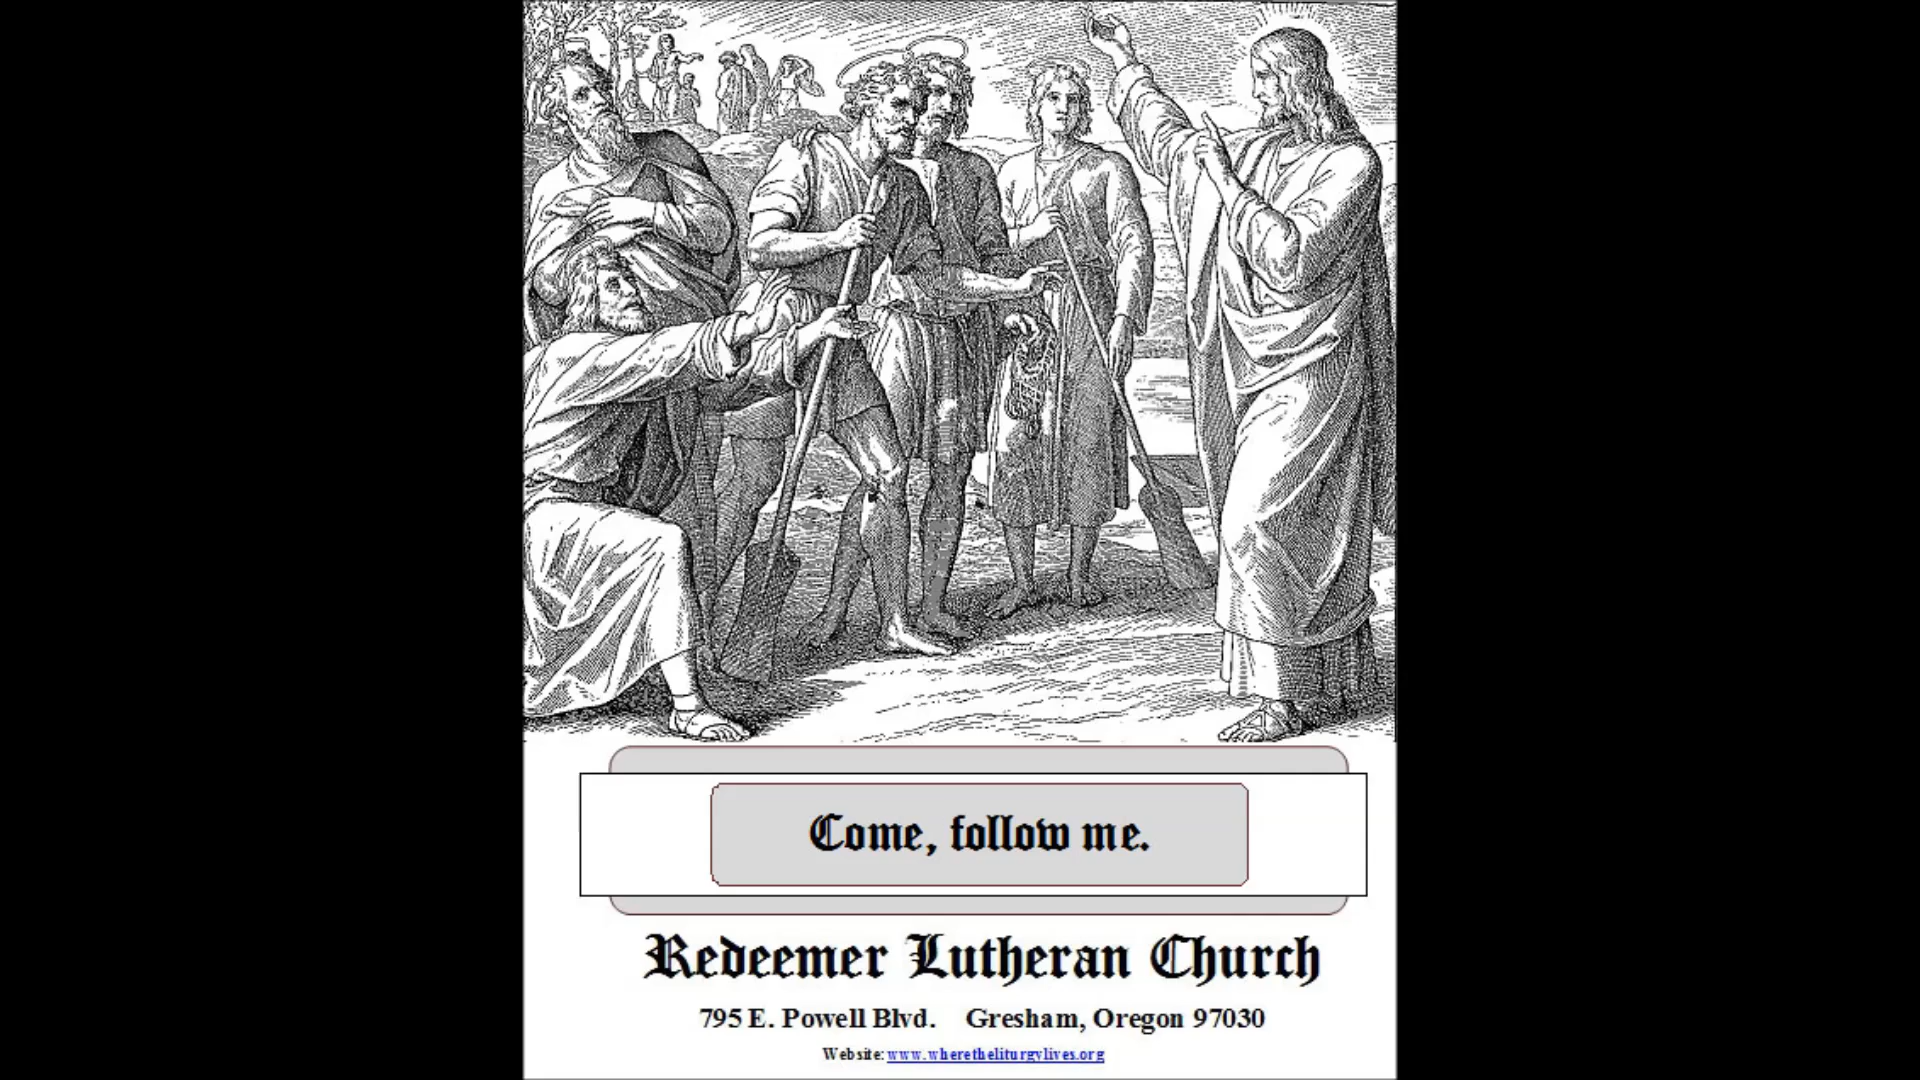 Come, follow me.
Redeemer Lutheran Church
795 E. Powell Blvd. Gresham, Oregon 97030
Website: www.wheretheliturgylives.org